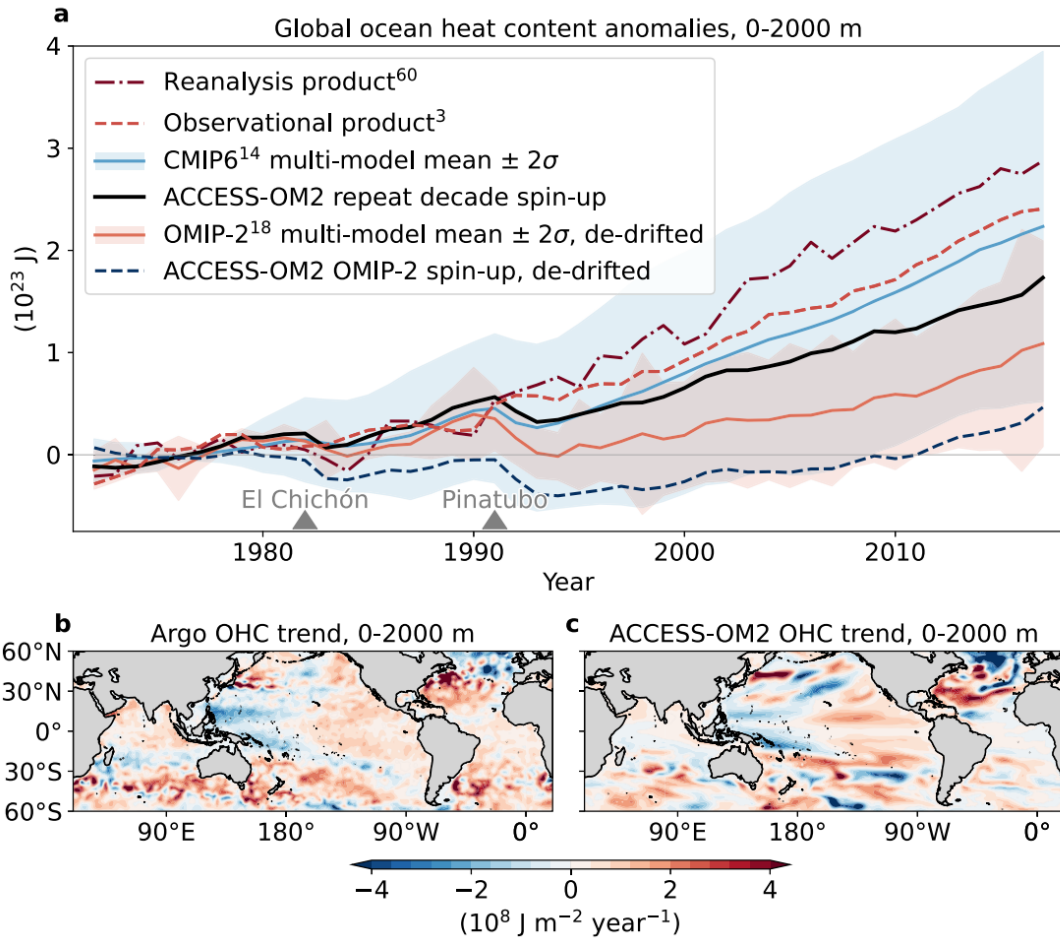 a
Global ocean heat content anomalies, 0-2000 m
4
3
2
1
0
(10²³ J)
Reanalysis product⁶⁰
Observational product³
CMIP6¹⁴ multi-model mean ± 2σ
ACCESS-OM2 repeat decade spin-up
OMIP-2¹⁸ multi-model mean ± 2σ, de-drifted
ACCESS-OM2 OMIP-2 spin-up, de-drifted
El Chichón
Pinatubo
1980
1990
2000
2010
Year
b
Argo OHC trend, 0-2000 m
60°N
30°N
0°
30°S
60°S
90°E
180°
90°W
0°
c
ACCESS-OM2 OHC trend, 0-2000 m
90°E
180°
90°W
0°
−4
−2
0
2
4
(10⁸ J m⁻² year⁻¹)